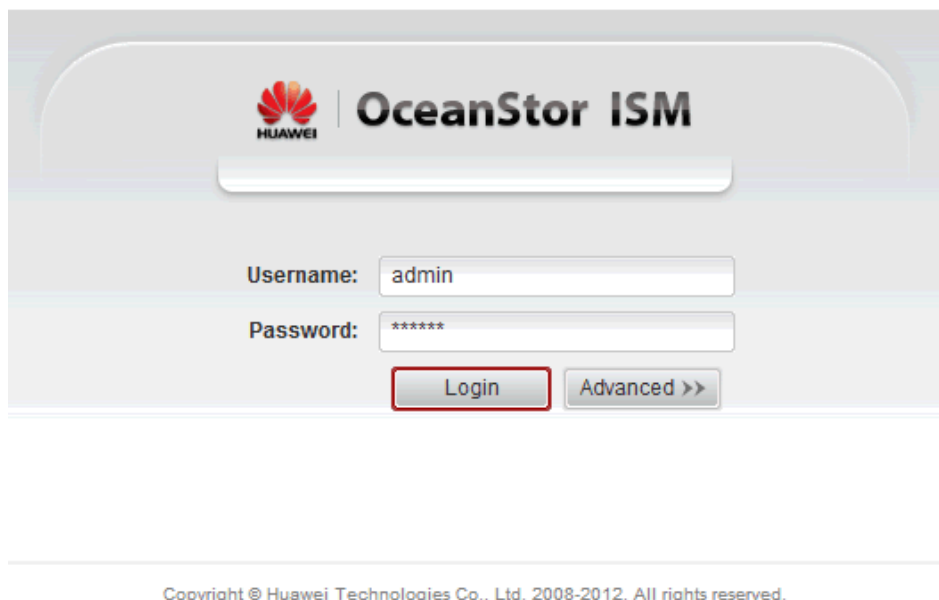 HUAWEI
OceanStor ISM
Username: admin
Password: ******
Login Advanced >>
Copyright © Huawei Technologies Co., Ltd. 2008-2012. All rights reserved.